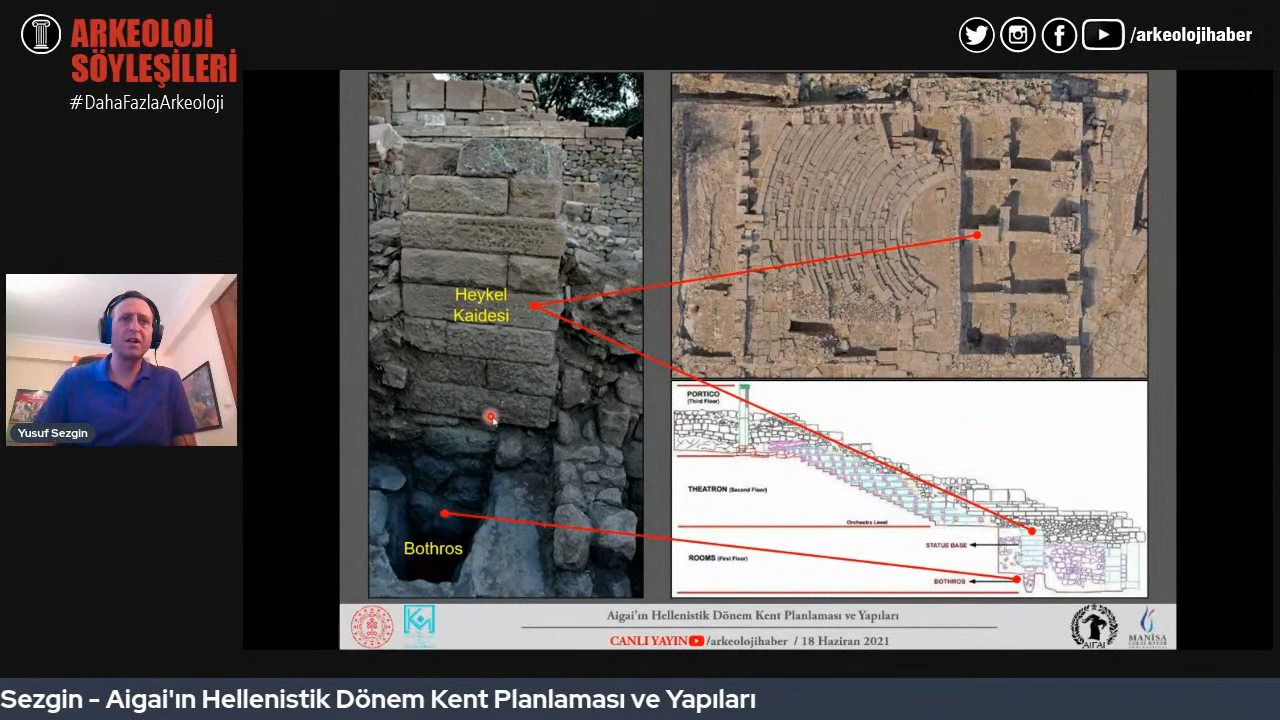 ARKEOLOJİ
SÖYLEŞİLERİ
#DahaFazlaArkeoloji
/arkeolojihaber
Yusuf Sezgin
Heykel
Kaidesi
Bothros
PORTICO
(Third Floor)
THEATRON (Second Floor)
Orchestra Level
ROOMS (First Floor)
STATUE BASE
BOTHROS
Aigai'ın Hellenistik Dönem Kent Planlaması ve Yapıları
CANLI YAYIN /arkeolojihaber / 18 Haziran 2021
AİGAİ
MANİSA
Sezgin - Aigai'ın Hellenistik Dönem Kent Planlaması ve Yapıları